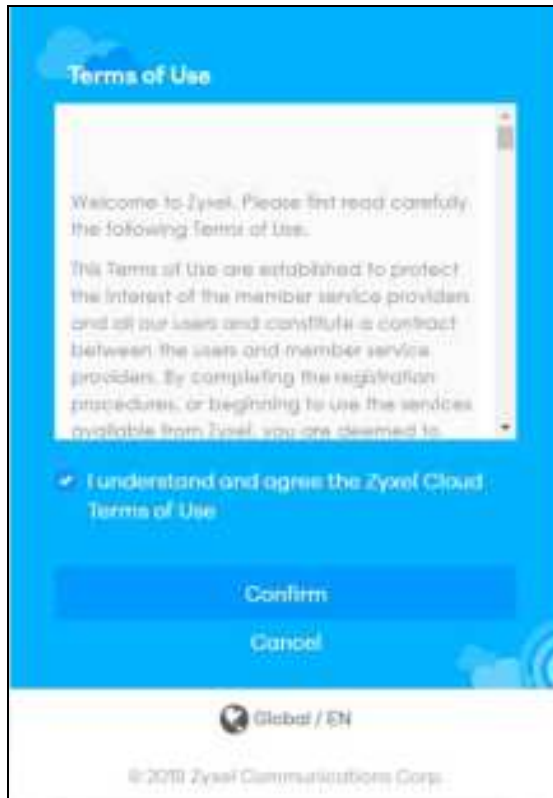 Terms of Use
Welcome to Zyxel. Please first read carefully
the following Terms of Use.
This Terms of Use are established to protect
the interest of the member service providers
and all our users and constitute a contract
between the users and member service
providers. By completing the registration
procedures, or beginning to use the services
available from Zyxel, you are deemed to
I understand and agree the Zyxel Cloud
Terms of Use
Confirm
Cancel
Global / EN
Zyxel Communications Corp.